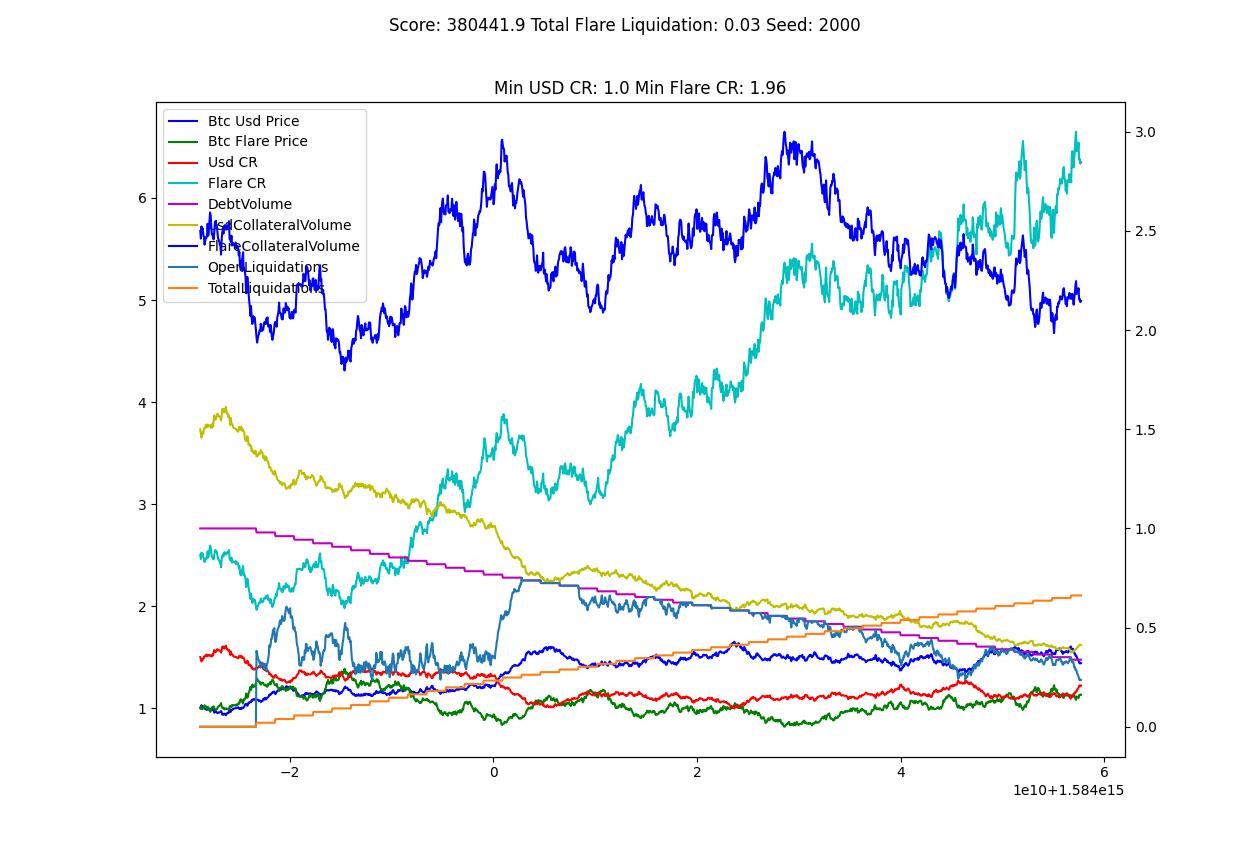 Score: 380441.9 Total Flare Liquidation: 0.03 Seed: 2000
Min USD CR: 1.0 Min Flare CR: 1.96
Btc Usd Price
Btc Flare Price
Usd CR
Flare CR
DebtVolume
UsdCollateralVolume
FlareCollateralVolume
OpenLiquidations
TotalLiquidations
6
5
4
3
2
1
3.0
2.5
2.0
1.5
1.0
0.5
0.0
−2
0
2
4
6
1e10+1.584e15